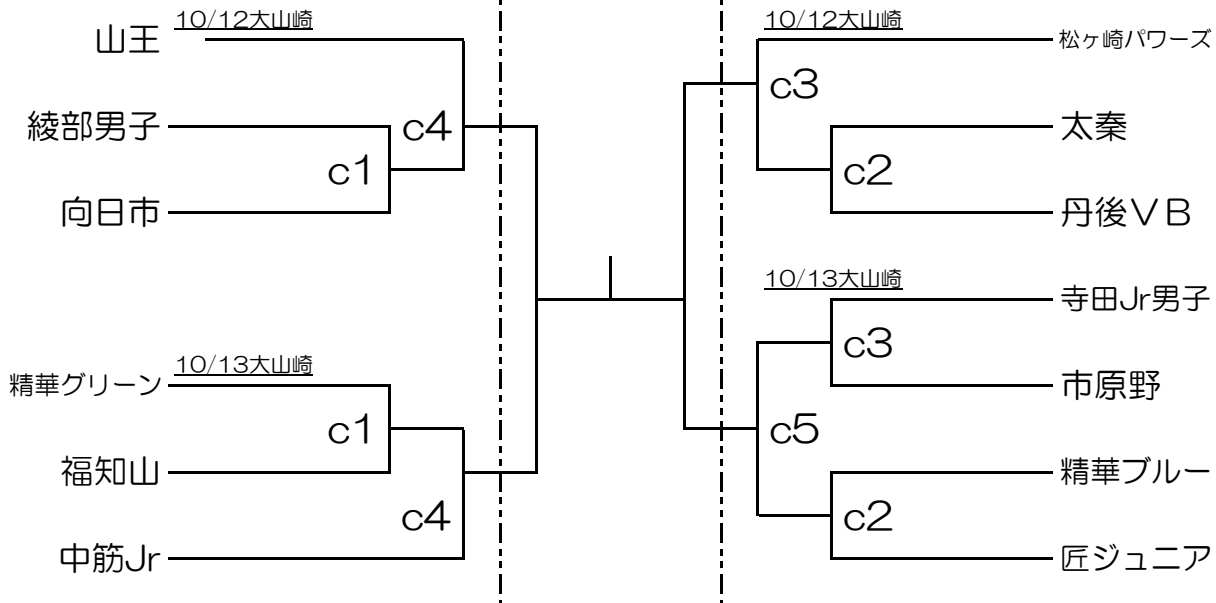 10/12大山崎
山王
綾部男子
c4
c1
向日市
10/13大山崎
精華グリーン
c1
福知山
c4
中筋Jr
10/12大山崎
松ヶ崎パワーズ
c3
太秦
c2
丹後ＶＢ
10/13大山崎
寺田Jr男子
c3
市原野
c5
精華ブルー
c2
匠ジュニア